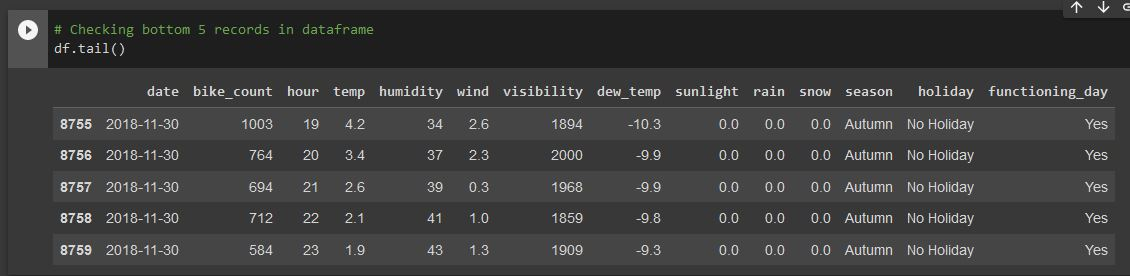 # Checking bottom 5 records in dataframe
df.tail()
date bike_count hour temp humidity wind visibility dew_temp sunlight rain snow season holiday functioning_day
8755 2018-11-30 1003 19 4.2 34 2.6 1894 -10.3 0.0 0.0 0.0 Autumn No Holiday Yes
8756 2018-11-30 764 20 3.4 37 2.3 2000 -9.9 0.0 0.0 0.0 Autumn No Holiday Yes
8757 2018-11-30 694 21 2.6 39 0.3 1968 -9.9 0.0 0.0 0.0 Autumn No Holiday Yes
8758 2018-11-30 712 22 2.1 41 1.0 1859 -9.8 0.0 0.0 0.0 Autumn No Holiday Yes
8759 2018-11-30 584 23 1.9 43 1.3 1909 -9.3 0.0 0.0 0.0 Autumn No Holiday Yes